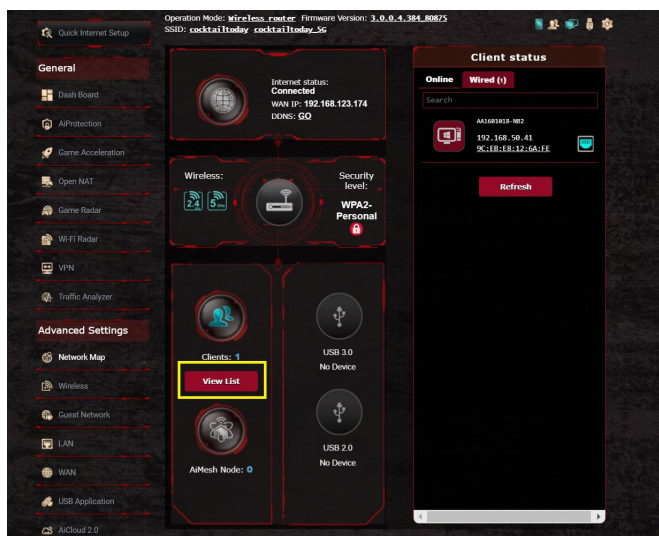 Quick Internet Setup
Operation Mode: Wireless router Firmware Version: 3.0.0.4.384_80875
SSID: cocktailtoday cocktailtoday_5G
General
Dash Board
AiProtection
Game Acceleration
Open NAT
Game Radar
Wi-Fi Radar
VPN
Traffic Analyzer
Advanced Settings
Network Map
Wireless
Guest Network
LAN
WAN
USB Application
AiCloud 2.0
Internet status:
Connected
WAN IP: 192.168.123.174
DDNS: GO
Wireless:
2.4
5
Security
level:
WPA2-
Personal
Clients: 1
View List
AiMesh Node: 0
USB 3.0
No Device
USB 2.0
No Device
Client status
Online
Wired (1)
Search
AA1601018-NB2
192.168.50.41
9C:EB:E8:12:6A:FE
Refresh